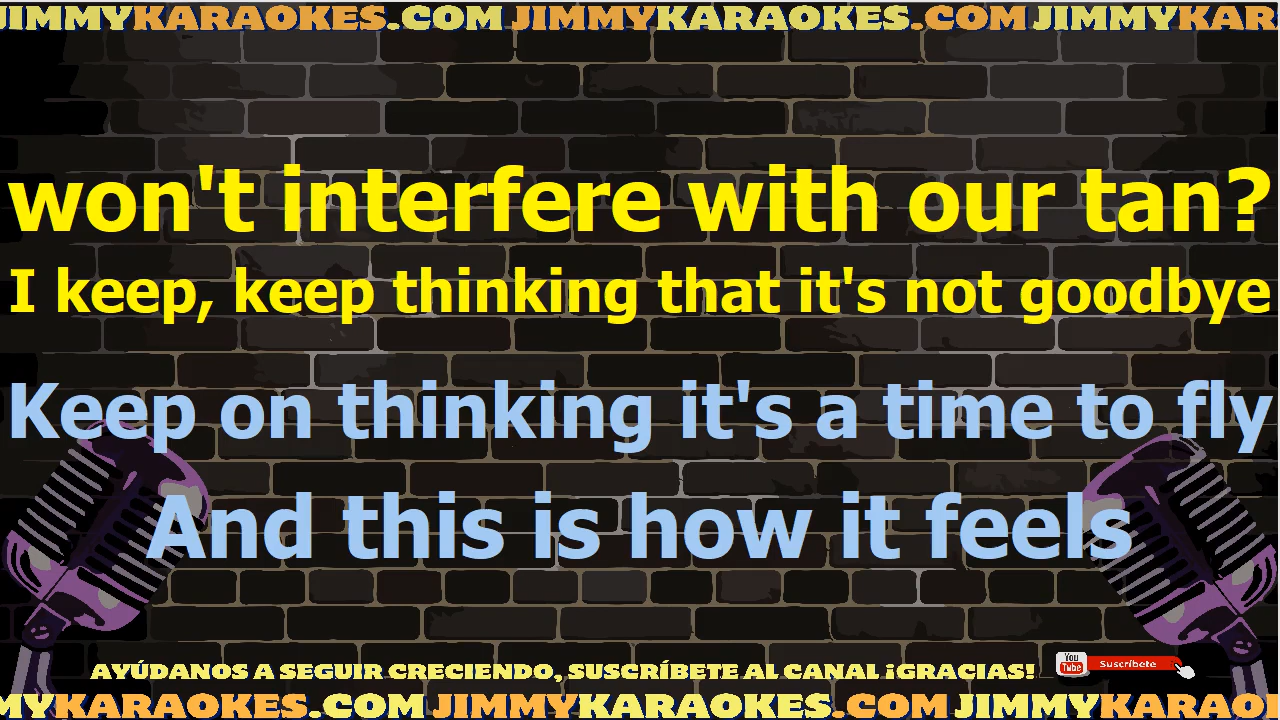 JIMMYKARAOKES.COM JIMMYKARAOKES.COM JIMMYKAR
won't interfere with our tan?
I keep, keep thinking that it's not goodbye
Keep on thinking it's a time to fly
And this is how it feels
AYÚDANOS A SEGUIR CRECIENDO, SUSCRÍBETE AL CANAL ¡GRACIAS!
You Tube Suscríbete
MYKARAOKES.COM JIMMYKARAOKES.COM JIMMYKARAO